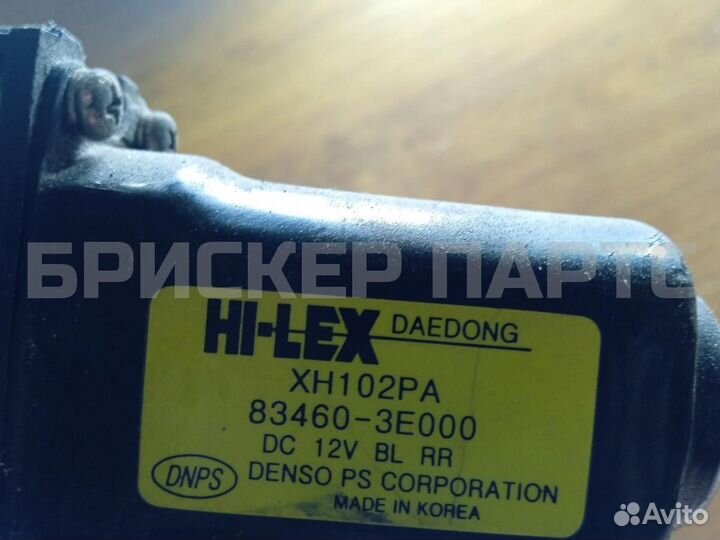 БРИСКЕР ПАРТС
HI-LEX DAEDONG
XH102PA
83460-3E000
DC 12V BL RR
DNPS DENSO PS CORPORATION
MADE IN KOREA
Avito